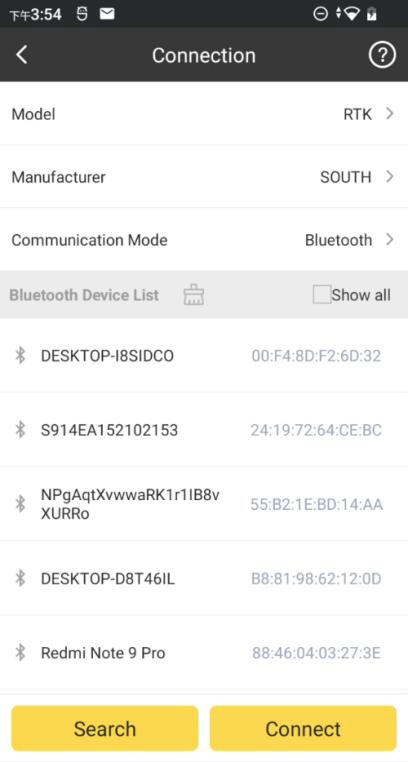 下午3:54
Connection
?
Model RTK
Manufacturer SOUTH
Communication Mode Bluetooth
Bluetooth Device List Show all
DESKTOP-I8SIDCO 00:F4:8D:F2:6D:32
S914EA152102153 24:19:72:64:CE:BC
NPgAqtXvwwaRK1r1IB8v
XURRo 55:B2:1E:BD:14:AA
DESKTOP-D8T46IL B8:81:98:62:12:0D
Redmi Note 9 Pro 88:46:04:03:27:3E
Search Connect